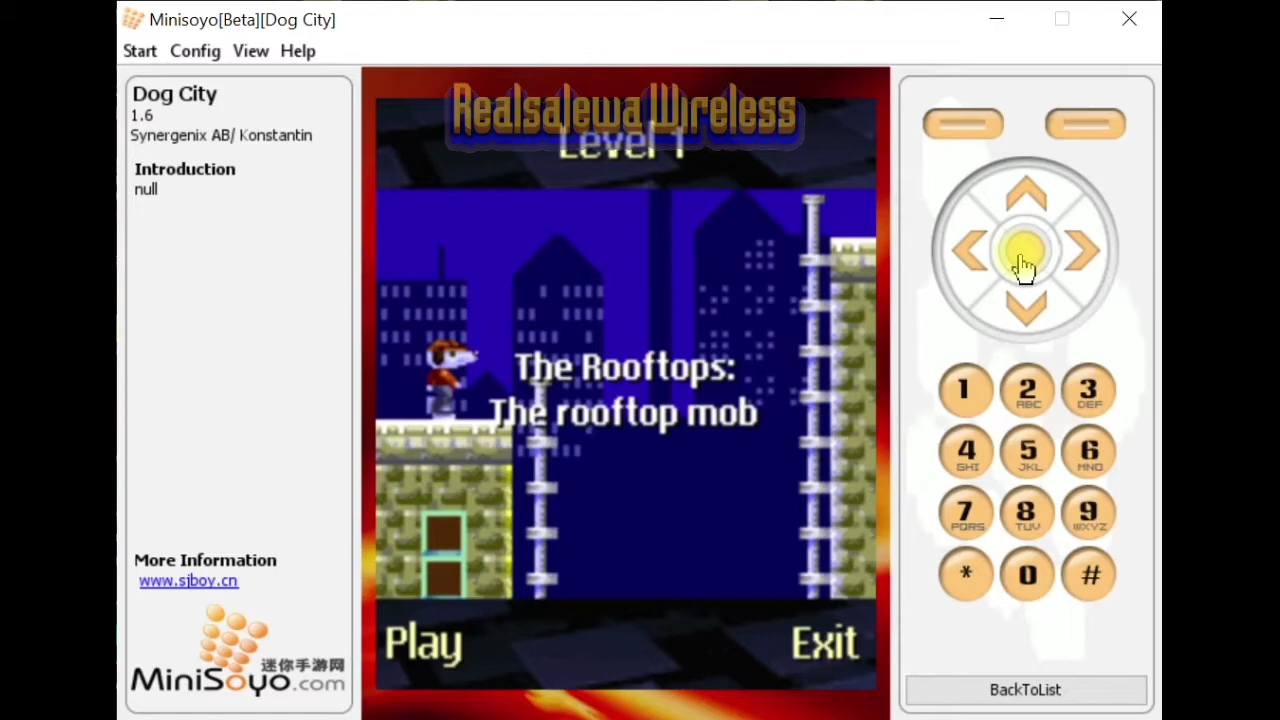 Minisoyo[Beta][Dog City]
Start Config View Help
Dog City
1.6
Synergenix AB/ Konstantin
Introduction
null
More Information
www.sjboy.cn
迷你手游网
MiniSoyo.com
Realsalewa Wireless
Level 1
The Rooftops:
The rooftop mob
Play Exit
1 2 ABC 3 DEF
4 GHI 5 JKL 6 MNO
7 PQRS 8 TUV 9 WXYZ
* 0 #
BackToList